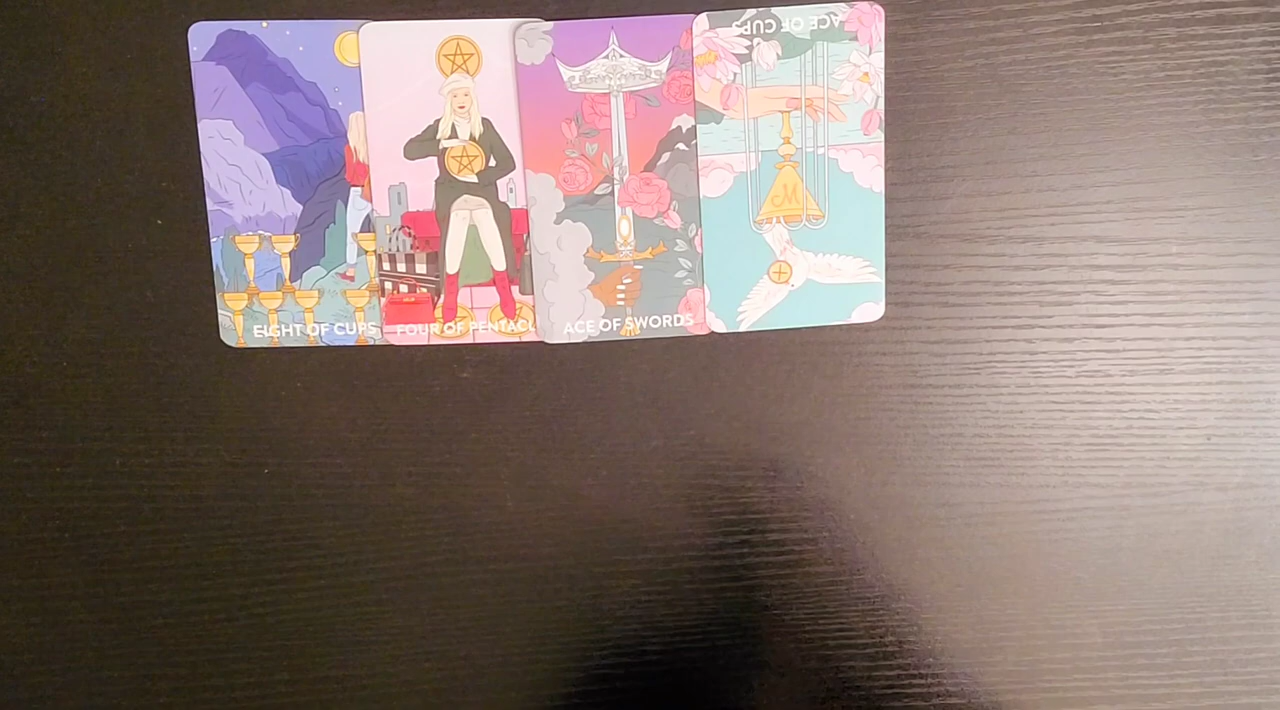 EIGHT OF CUPS
FOUR OF PENTACL
ACE OF SWORDS
ACE OF CUPS
M